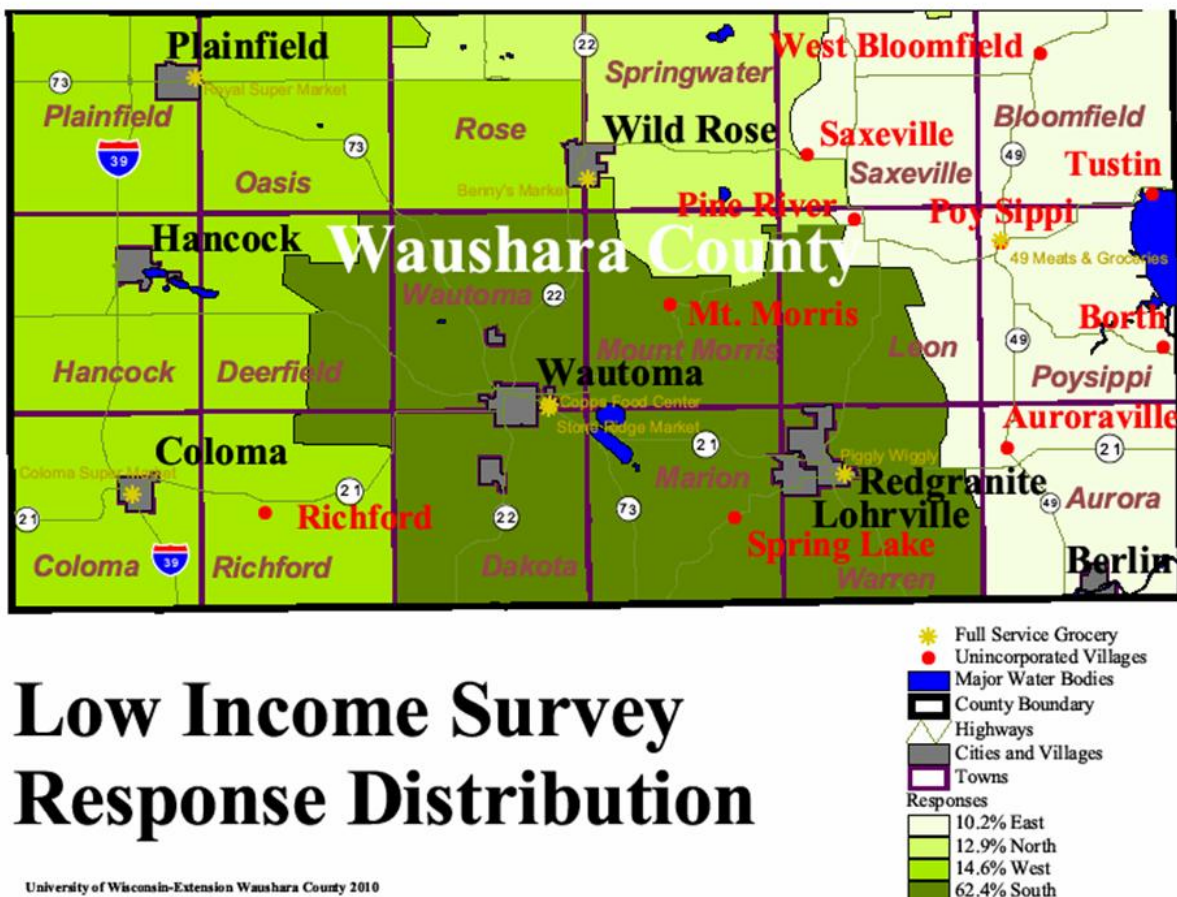 Plainfield
22
West Bloomfield
73
Springwater
Royal Super Market
Plainfield
Rose
Wild Rose
Saxeville
Bloomfield
39
73
49
Oasis
Saxeville
Tustin
Benny's Market
Pine River
Poy Sippi
Hancock
Waushara County
49 Meats & Groceries
Wautoma
22
Mt. Morris
Borth
Mount Morris
Leon
49
Hancock
Deerfield
Wautoma
Poysippi
Copps Food Center
Auroraville
Stone Ridge Market
Coloma
21
21
Coloma Super Market
Piggly Wiggly
Marion
Redgranite
Aurora
21
21
Richford
22
73
49
Lohrville
Spring Lake
Berlin
Coloma
39
Richford
Dakota
Warren
Full Service Grocery
Unincorporated Villages
Major Water Bodies
County Boundary
Highways
Cities and Villages
Towns
Responses
10.2% East
12.9% North
14.6% West
62.4% South
Low Income Survey
Response Distribution
University of Wisconsin-Extension Waushara County 2010